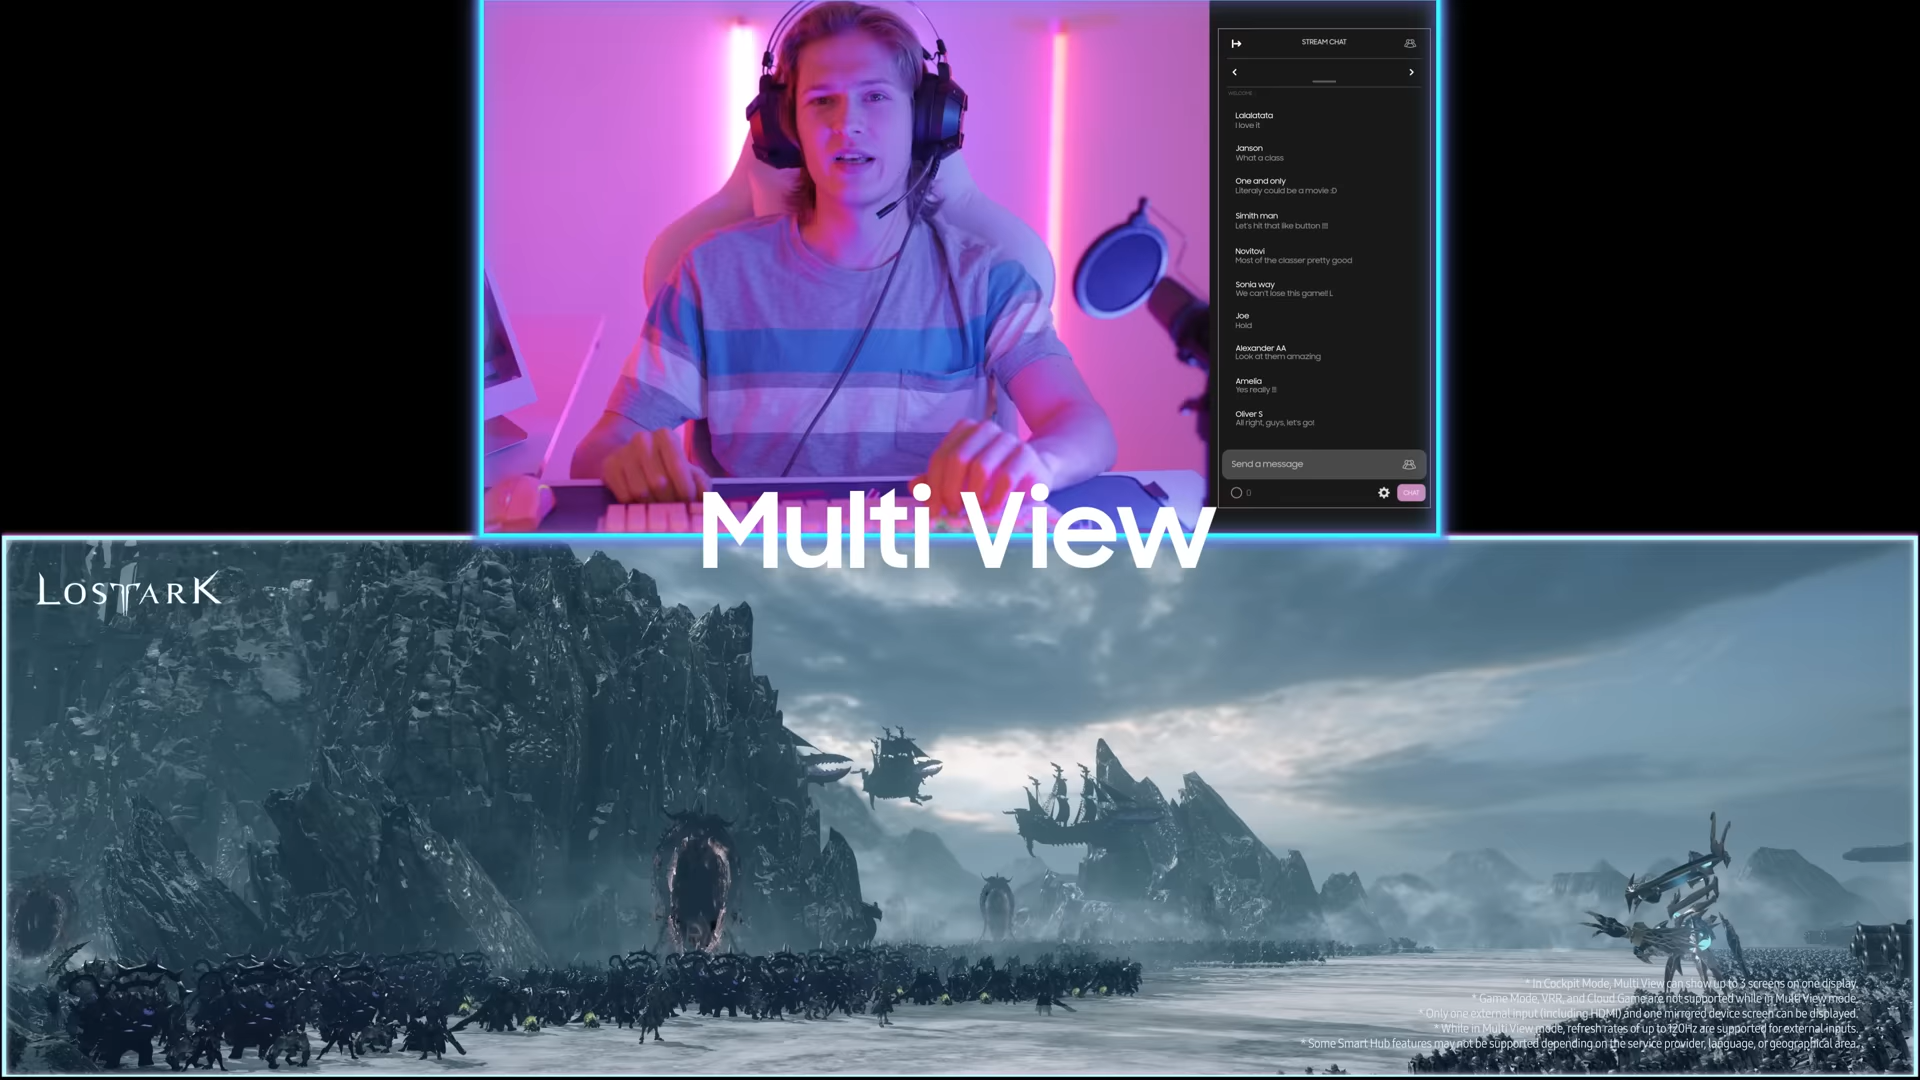 STREAM CHAT
WELCOME :
Lalalatata
I love it
Janson
What a class
One and only
Literaly could be a movie :D
Simith man
Let's hit that like button !!!
Novitovi
Most of the classer pretty good
Sonia way
We can't lose this game!! L
Joe
Hold
Alexander AA
Look at them amazing
Amelia
Yes really !!!
Oliver S
All right, guys, let's go!
Send a message
0
CHAT
Multi View
LOSTARK
* In Cockpit Mode, Multi View can show up to 3 screens on one display.
* Game Mode, VRR, and Cloud Game are not supported while in Multi View mode.
* Only one external input (including HDMI) and one mirrored device screen can be displayed.
* While in Multi View mode, refresh rates of up to 120Hz are supported for external inputs.
* Some Smart Hub features may not be supported depending on the service provider, language, or geographical area.